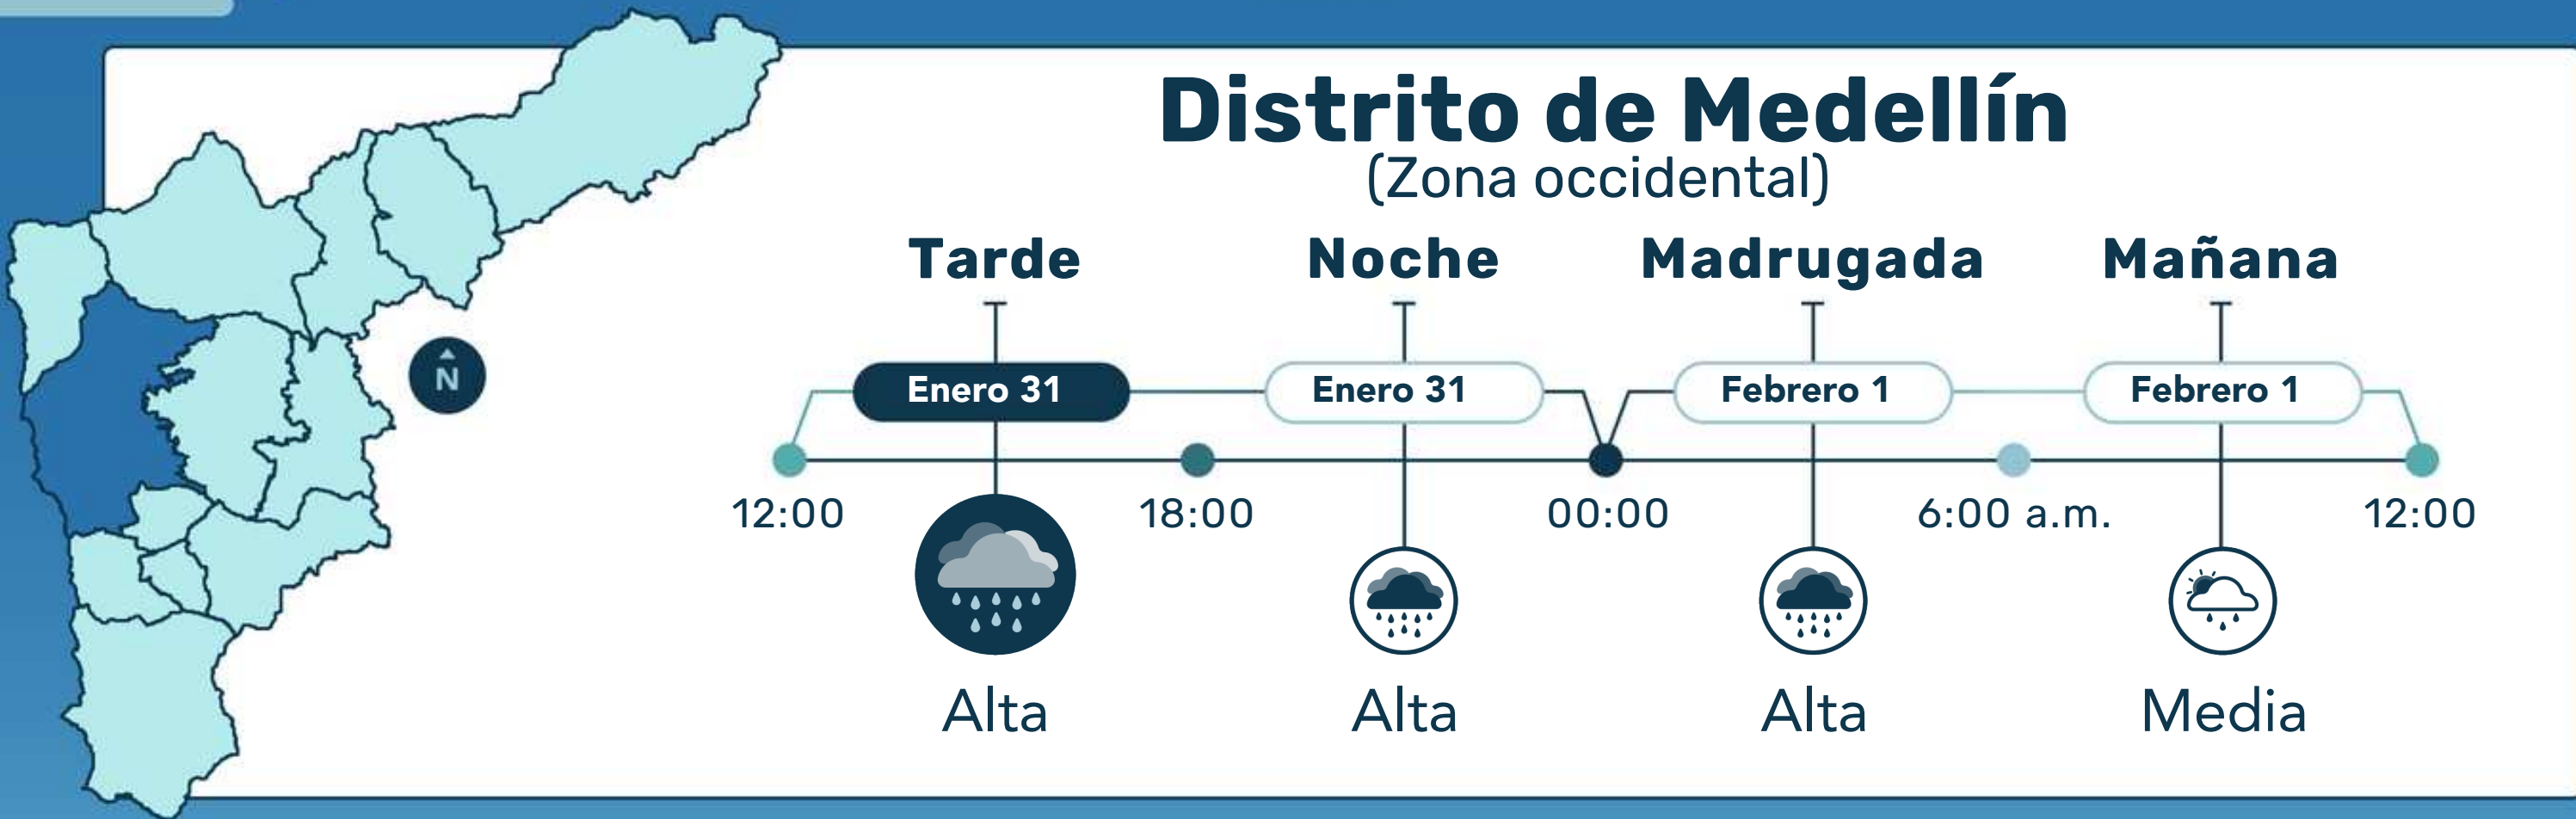 Distrito de Medellín
(Zona occidental)
Tarde Noche Madrugada Mañana
Enero 31 Enero 31 Febrero 1 Febrero 1
12:00 18:00 00:00 6:00 a.m. 12:00
Alta Alta Alta Media
N